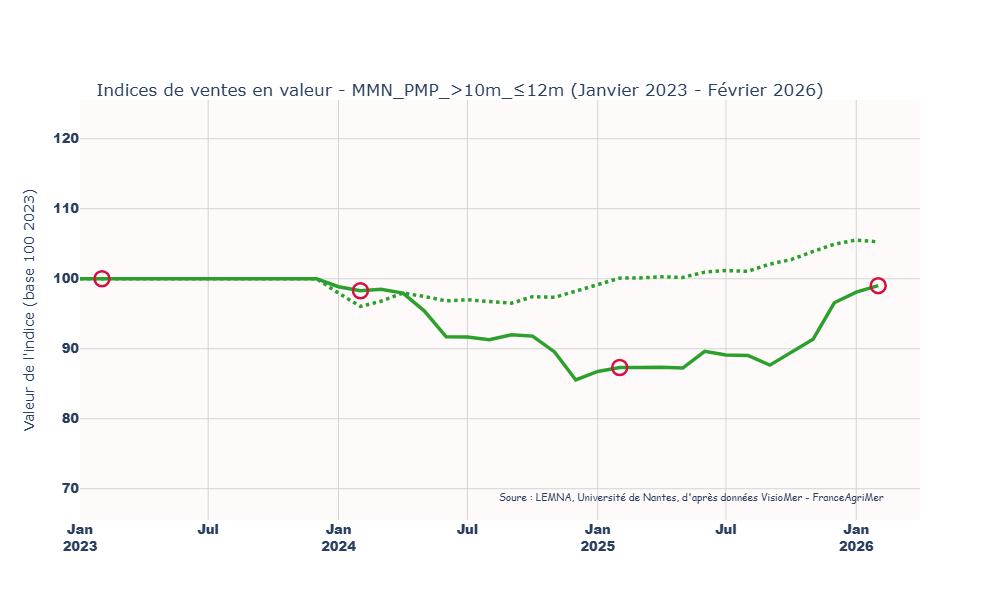 Indices de ventes en valeur - MMN_PMP_>10m_≤12m (Janvier 2023 - Février 2026)
Valeur de l'indice (base 100 2023)
120
110
100
90
80
70
Soure : LEMNA, Université de Nantes, d'après données VisioMer - FranceAgriMer
Jan Jul Jan Jul Jan Jul Jan
2023 2024 2025 2026